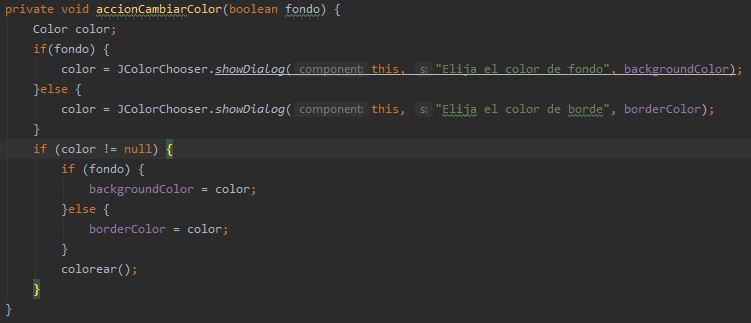 private void accionCambiarColor(boolean fondo) {
    Color color;
    if(fondo) {
        color = JColorChooser.showDialog( component: this, s: "Elija el color de fondo", backgroundColor);
    }else {
        color = JColorChooser.showDialog( component: this, s: "Elija el color de borde", borderColor);
    }
    if (color != null) {
        if (fondo) {
            backgroundColor = color;
        }else {
            borderColor = color;
        }
        colorear();
    }
}